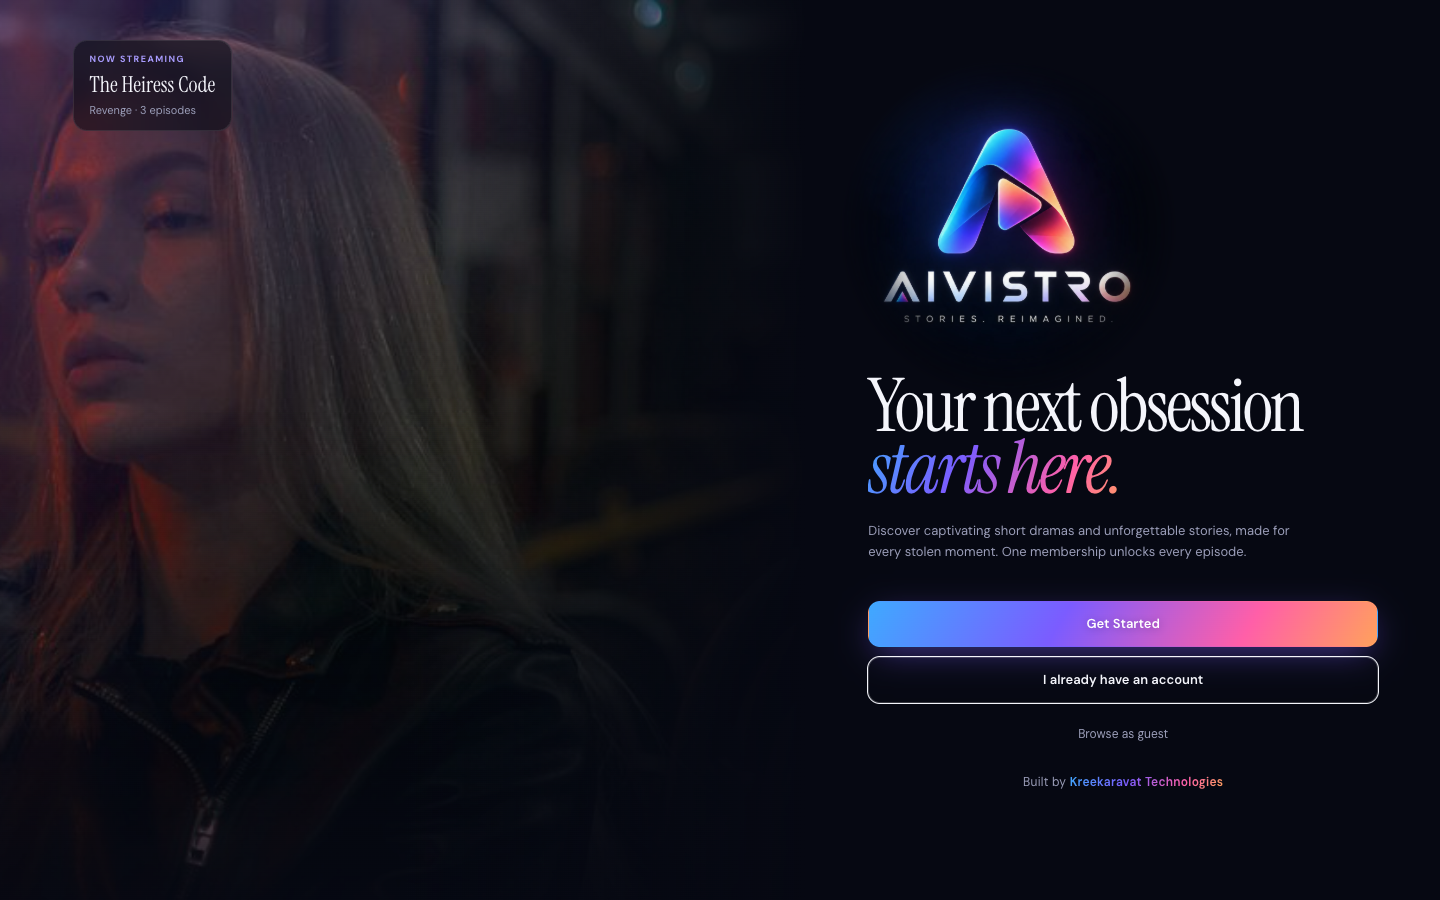 NOW STREAMING
The Heiress Code
Revenge · 3 episodes
AIVISTRO
STORIES. REIMAGINED.
Your next obsession
starts here.
Discover captivating short dramas and unforgettable stories, made for
every stolen moment. One membership unlocks every episode.
Get Started
I already have an account
Browse as guest
Built by Kreekaravat Technologies